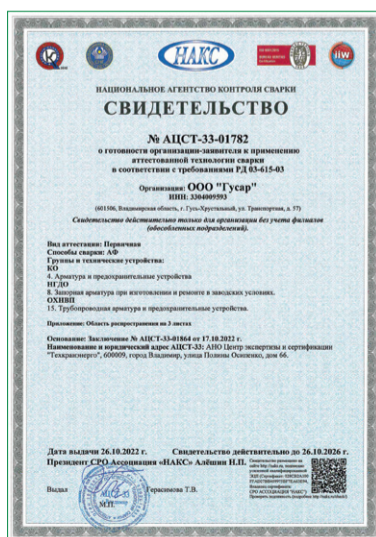 НАКС
iiw
НАЦИОНАЛЬНОЕ АГЕНТСТВО КОНТРОЛЯ СВАРКИ
СВИДЕТЕЛЬСТВО
№ АЦСТ-33-01782
о готовности организации-заявителя к применению
аттестованной технологии сварки
в соответствии с требованиями РД 03-615-03
Организация: ООО "Гусар"
ИНН: 3304009593
(601506, Владимирская область, г. Гусь-Хрустальный, ул. Транспортная, д. 57)
Свидетельство действительно только для организации без учета филиалов
(обособленных подразделений).
Вид аттестации: Первичная
Способы сварки: АФ
Группы и технические устройства:
КО
4. Арматура и предохранительные устройства
НГДО
8. Запорная арматура при изготовлении и ремонте в заводских условиях.
ОХНВП
15. Трубопроводная арматура и предохранительные устройства.
Приложение: Область распространения на 3 листах
Основание: Заключение № АЦСТ-33-01864 от 17.10.2022 г.
Наименование и юридический адрес АЦСТ-33: АНО Центр экспертизы и сертификации
"Техкранэнерго", 600009, город Владимир, улица Полины Осипенко, дом 66.
Дата выдачи 26.10.2022 г. Свидетельство действительно до 26.10.2026 г.
Президент СРО Ассоциация «НАКС» Алёшин Н.П.
Выдал Герасимова Т.В.
АЦСТ-33
М.П.